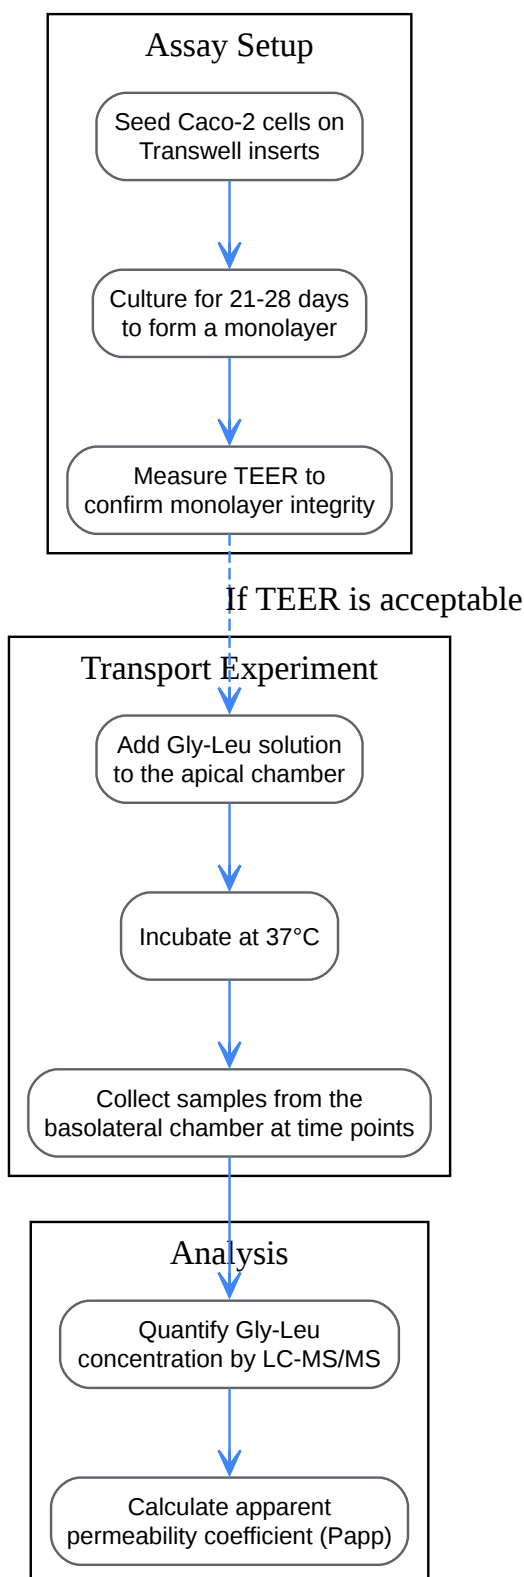 Assay Setup
Seed Caco-2 cells on
Transwell inserts
Culture for 21-28 days
to form a monolayer
Measure TEER to
confirm monolayer integrity
If TEER is acceptable
Transport Experiment
Add Gly-Leu solution
to the apical chamber
Incubate at 37°C
Collect samples from the
basolateral chamber at time points
Analysis
Quantify Gly-Leu
concentration by LC-MS/MS
Calculate apparent
permeability coefficient (Papp)